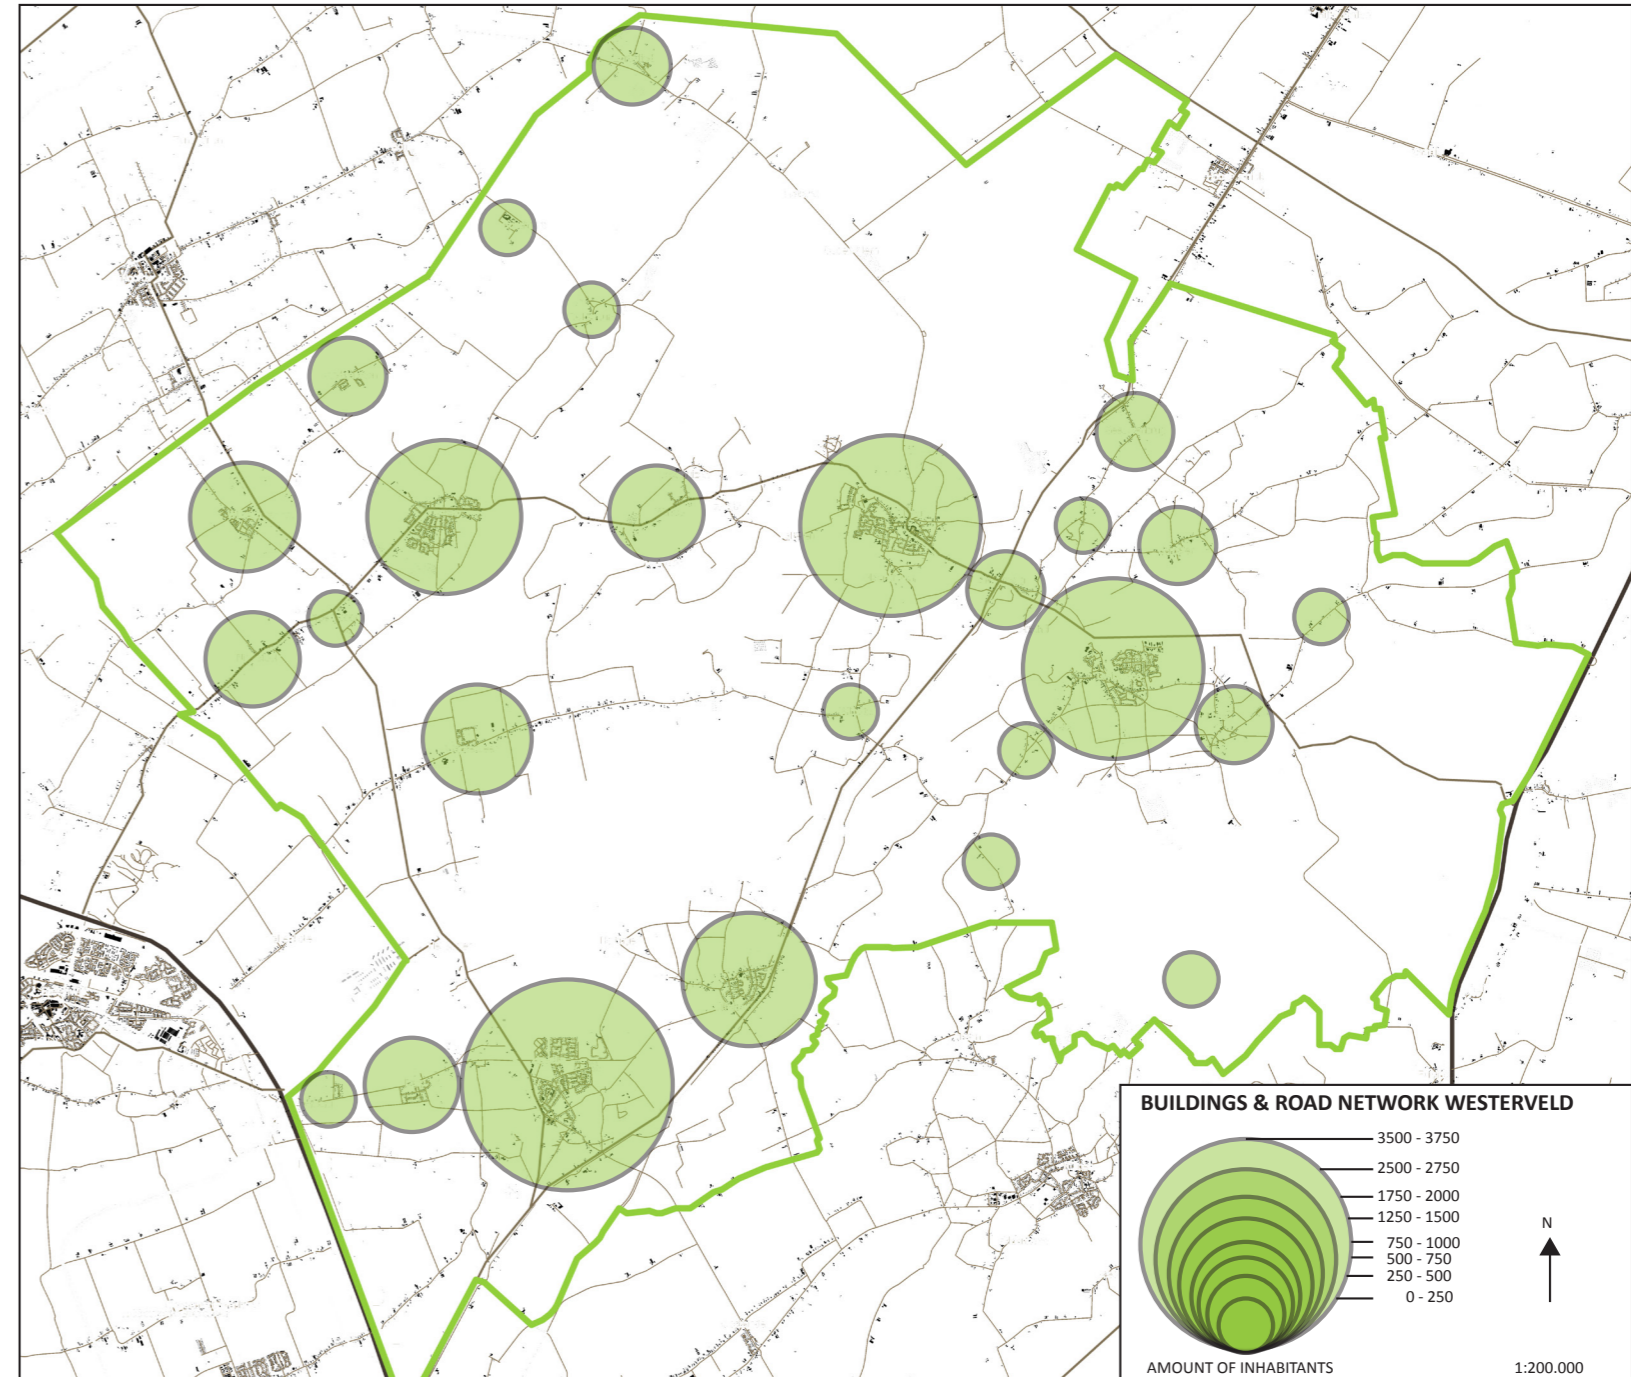 BUILDINGS & ROAD NETWORK WESTERVELD
3500 - 3750
2500 - 2750
1750 - 2000
1250 - 1500
750 - 1000
500 - 750
250 - 500
0 - 250
N
AMOUNT OF INHABITANTS
1:200.000